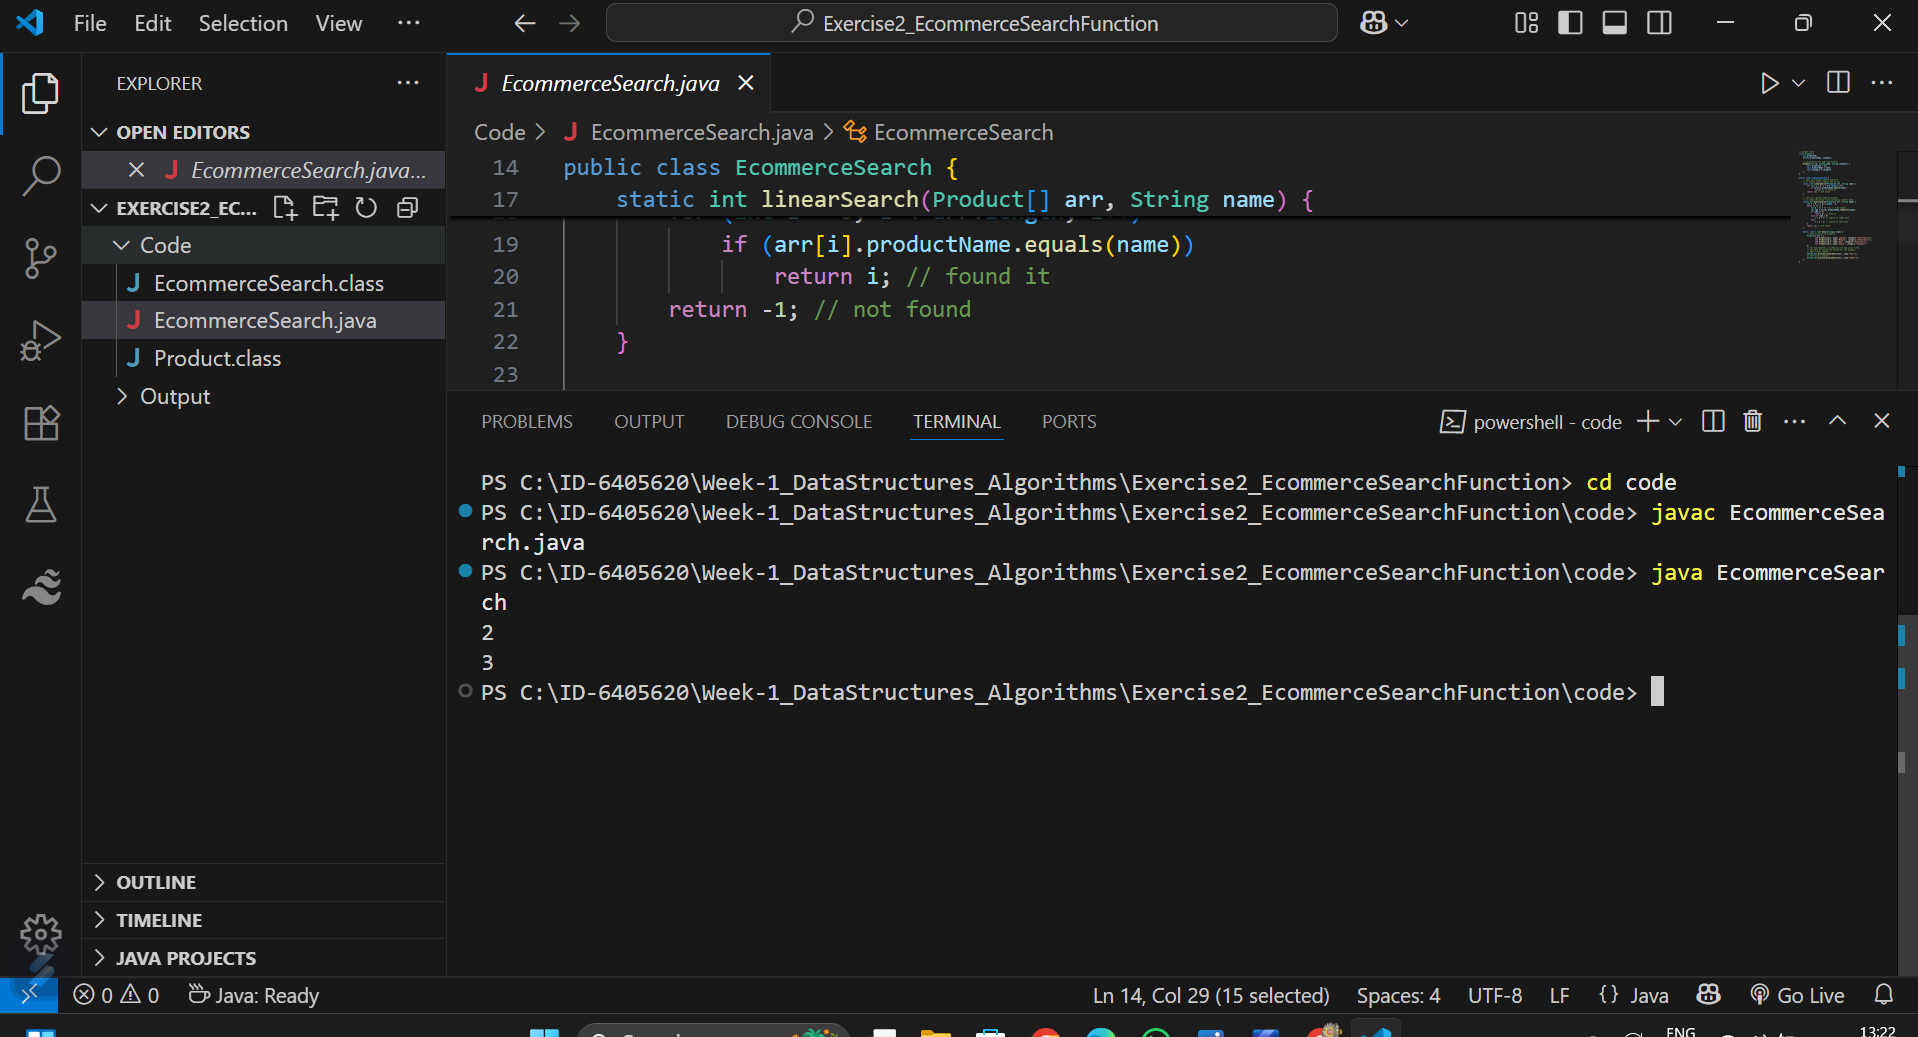 File Edit Selection View ··· Exercise2_EcommerceSearchFunction
EXPLORER
OPEN EDITORS
EcommerceSearch.java...
EXERCISE2_EC...
Code
EcommerceSearch.class
EcommerceSearch.java
Product.class
Output
OUTLINE
TIMELINE
JAVA PROJECTS
EcommerceSearch.java
Code > EcommerceSearch.java > EcommerceSearch
14 public class EcommerceSearch {
17 static int linearSearch(Product[] arr, String name) {
19 if (arr[i].productName.equals(name))
20 return i; // found it
21 return -1; // not found
22 }
23
PROBLEMS OUTPUT DEBUG CONSOLE TERMINAL PORTS powershell - code
PS C:\ID-6405620\Week-1_DataStructures_Algorithms\Exercise2_EcommerceSearchFunction> cd code
PS C:\ID-6405620\Week-1_DataStructures_Algorithms\Exercise2_EcommerceSearchFunction\code> javac EcommerceSea
rch.java
PS C:\ID-6405620\Week-1_DataStructures_Algorithms\Exercise2_EcommerceSearchFunction\code> java EcommerceSear
ch
2
3
PS C:\ID-6405620\Week-1_DataStructures_Algorithms\Exercise2_EcommerceSearchFunction\code>
0 0 Java: Ready Ln 14, Col 29 (15 selected) Spaces: 4 UTF-8 LF {} Java Go Live
ENG 13:22